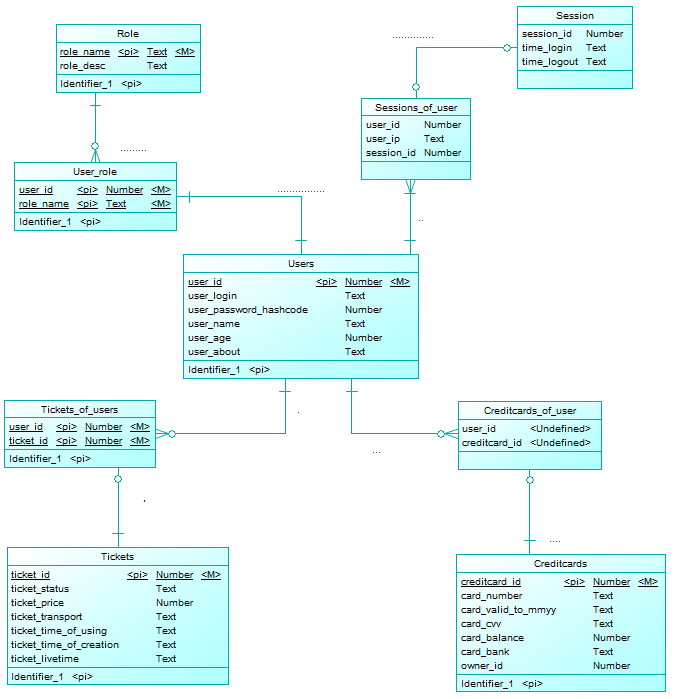 Role
role_name <pi> Text <M>
role_desc Text
Identifier_1 <pi>
Session
session_id Number
time_login Text
time_logout Text
..............
Sessions_of_user
user_id Number
user_ip Text
session_id Number
.........
User_role
user_id <pi> Number <M>
role_name <pi> Text <M>
Identifier_1 <pi>
................
..
Users
user_id <pi> Number <M>
user_login Text
user_password_hashcode Number
user_name Text
user_age Number
user_about Text
Identifier_1 <pi>
Tickets_of_users
user_id <pi> Number <M>
ticket_id <pi> Number <M>
Identifier_1 <pi>
.
...
Creditcards_of_user
user_id <Undefined>
creditcard_id <Undefined>
.
....
Tickets
ticket_id <pi> Number <M>
ticket_status Text
ticket_price Number
ticket_transport Text
ticket_time_of_using Text
ticket_time_of_creation Text
ticket_livetime Text
Identifier_1 <pi>
Creditcards
creditcard_id <pi> Number <M>
card_number Text
card_valid_to_mmyy Text
card_cvv Text
card_balance Number
card_bank Text
owner_id Number
Identifier_1 <pi>